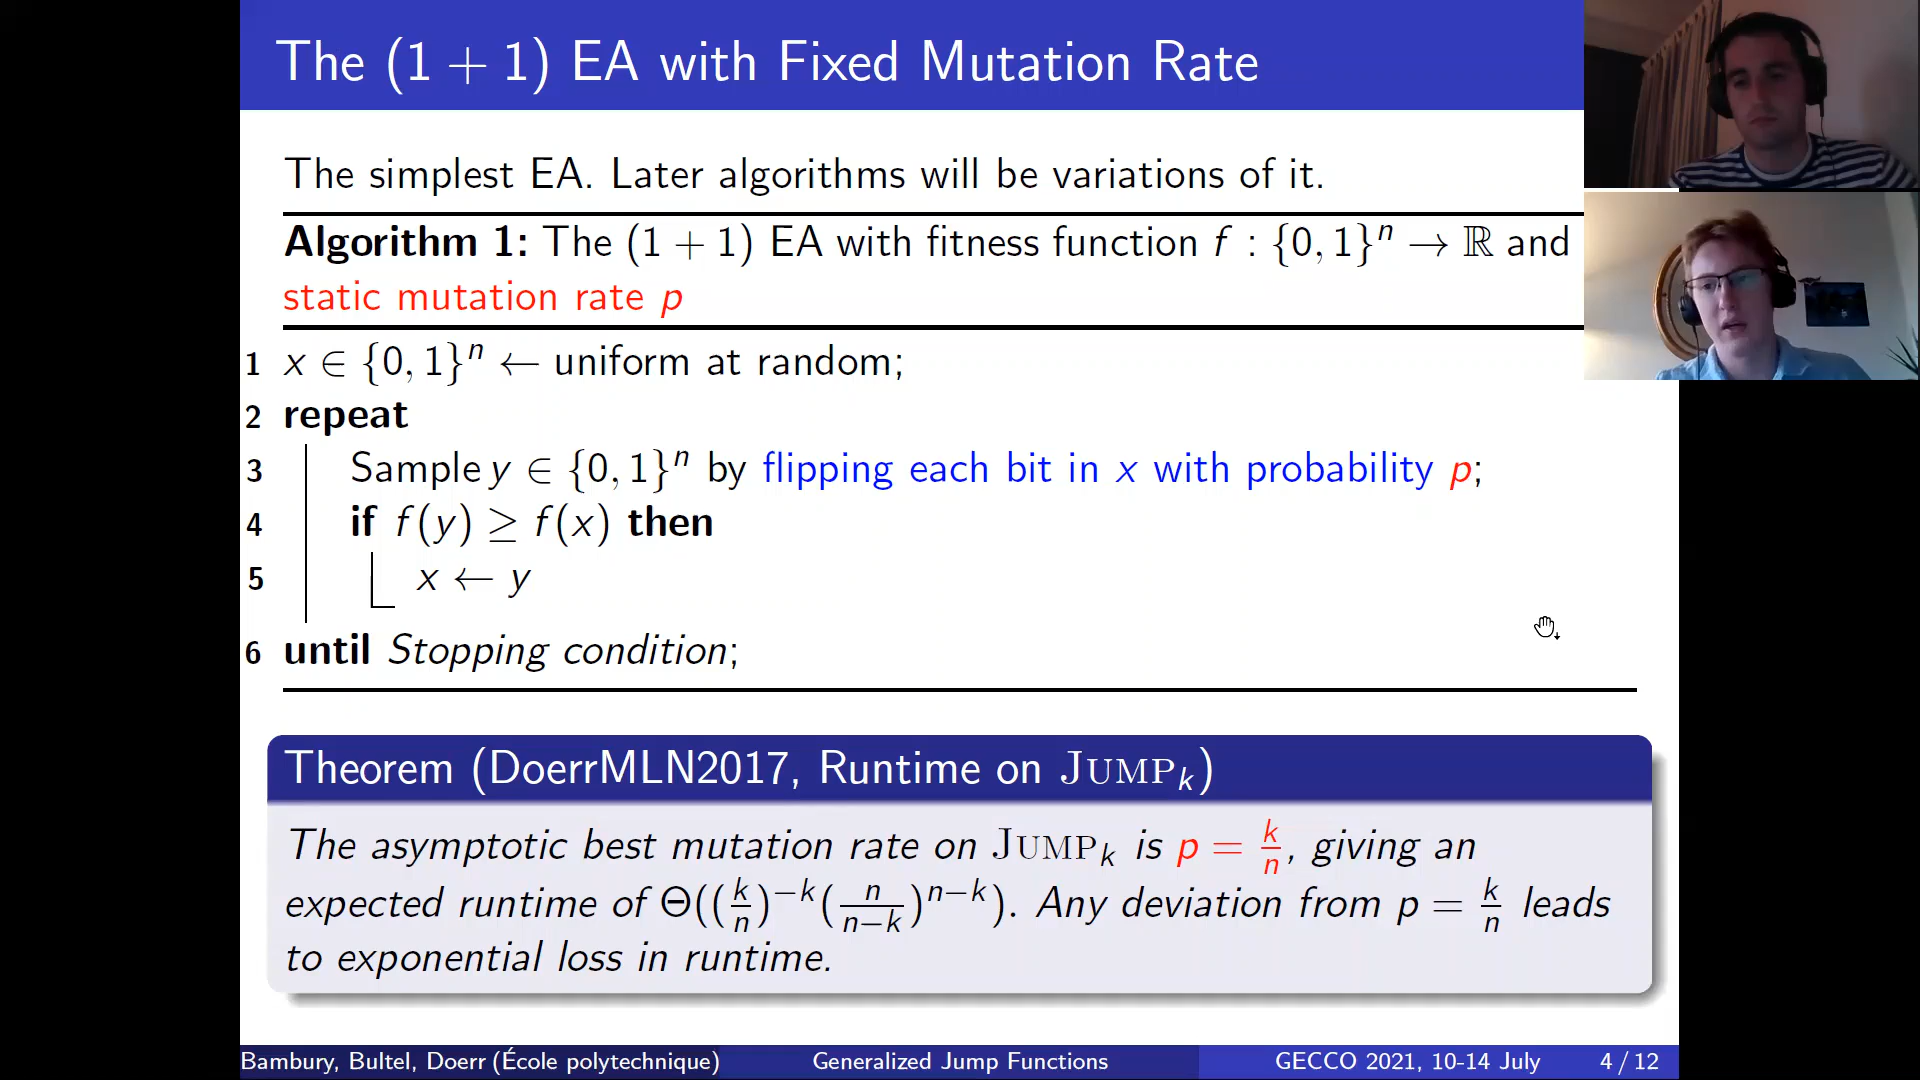 The (1 + 1) EA with Fixed Mutation Rate
The simplest EA. Later algorithms will be variations of it.
Algorithm 1: The (1 + 1) EA with fitness function f : {0, 1}ⁿ → ℝ and
static mutation rate p
1 x ∈ {0, 1}ⁿ ← uniform at random;
2 repeat
3 Sample y ∈ {0, 1}ⁿ by flipping each bit in x with probability p;
4 if f(y) ≥ f(x) then
5 x ← y
6 until Stopping condition;
Theorem (DoerrMLN2017, Runtime on JUMPₖ)
The asymptotic best mutation rate on JUMPₖ is p = k/n, giving an
expected runtime of Θ((k/n)⁻ᵏ(n/(n−k))ⁿ⁻ᵏ). Any deviation from p = k/n leads
to exponential loss in runtime.
Bambury, Bultel, Doerr (École polytechnique) Generalized Jump Functions GECCO 2021, 10-14 July 4 / 12